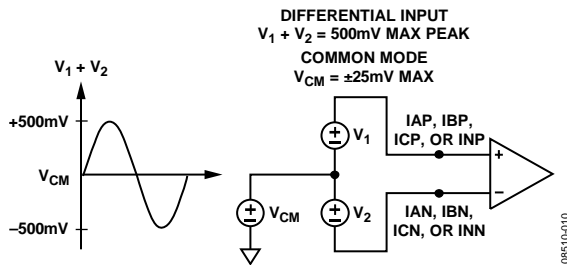 DIFFERENTIAL INPUT
V1 + V2 = 500mV MAX PEAK
COMMON MODE
VCM = ±25mV MAX
V1 + V2
+500mV
VCM
–500mV
V1
VCM
V2
IAP, IBP,
ICP, OR INP
+
–
IAN, IBN,
ICN, OR INN
08510-010